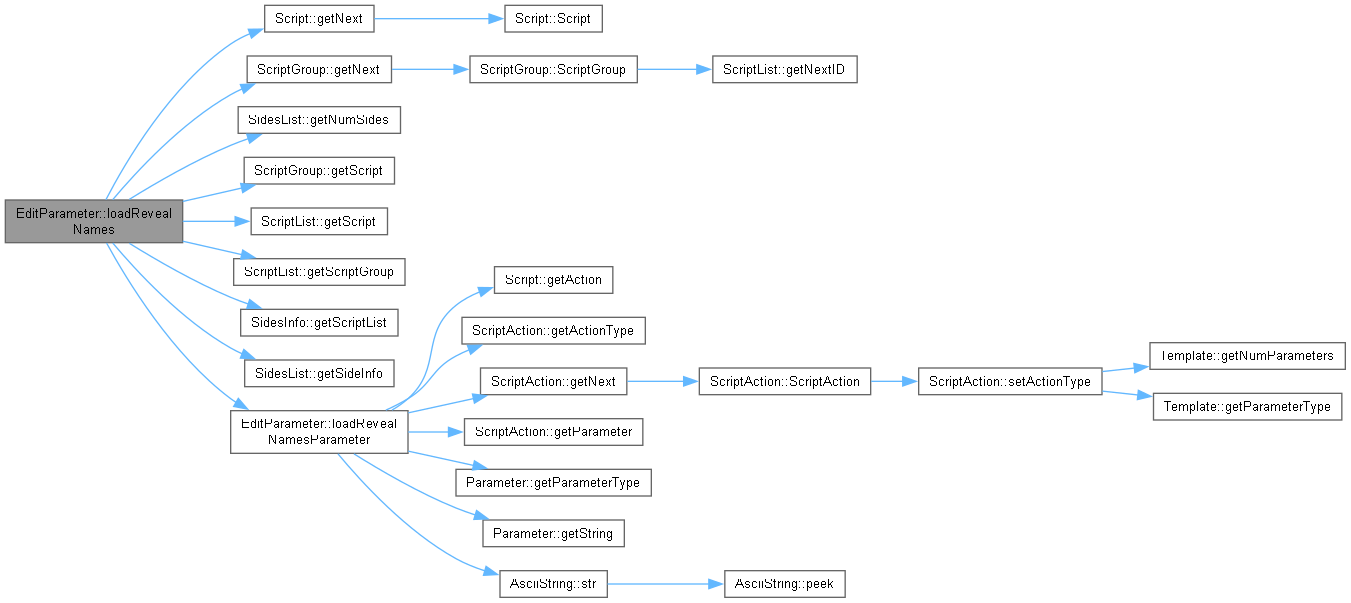 Script::getNext
Script::Script
ScriptGroup::getNext
ScriptGroup::ScriptGroup
ScriptList::getNextID
SidesList::getNumSides
ScriptGroup::getScript
EditParameter::loadReveal
Names
ScriptList::getScript
ScriptList::getScriptGroup
Script::getAction
SidesInfo::getScriptList
ScriptAction::getActionType
Template::getNumParameters
SidesList::getSideInfo
ScriptAction::getNext
ScriptAction::ScriptAction
ScriptAction::setActionType
Template::getParameterType
EditParameter::loadReveal
NamesParameter
ScriptAction::getParameter
Parameter::getParameterType
Parameter::getString
AsciiString::str
AsciiString::peek